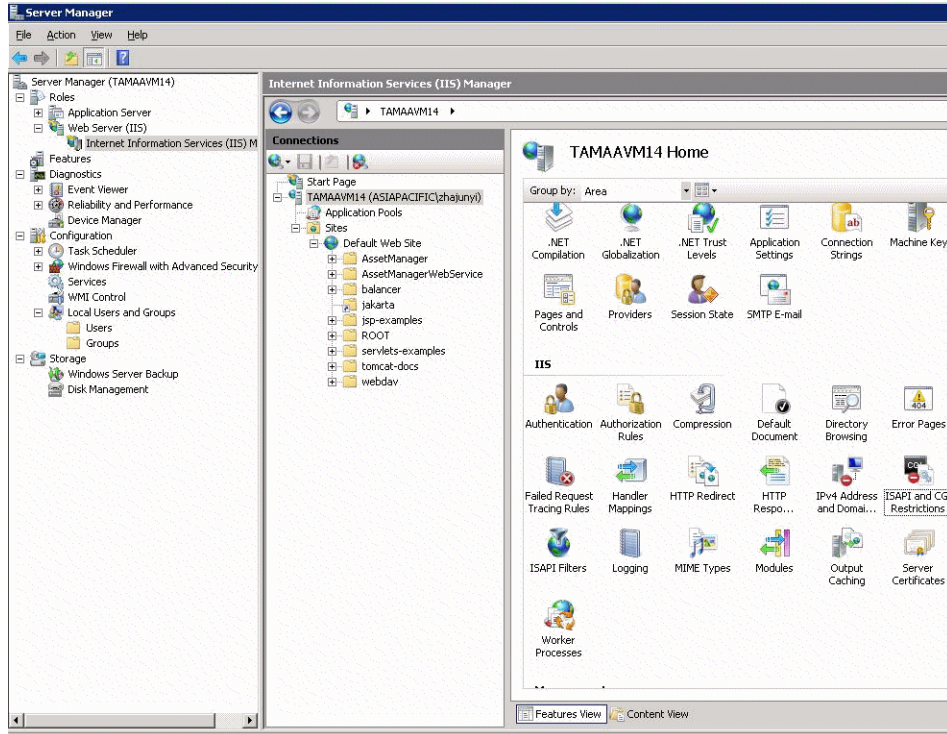 Server Manager
File Action View Help
Server Manager (TAMAAVM14)
Roles
Application Server
Web Server (IIS)
Internet Information Services (IIS) M
Features
Diagnostics
Event Viewer
Reliability and Performance
Device Manager
Configuration
Task Scheduler
Windows Firewall with Advanced Security
Services
WMI Control
Local Users and Groups
Users
Groups
Storage
Windows Server Backup
Disk Management
Internet Information Services (IIS) Manager
TAMAAVM14
Connections
Start Page
TAMAAVM14 (ASIAPACIFIC\zhajunyi)
Application Pools
Sites
Default Web Site
AssetManager
AssetManagerWebService
balancer
jakarta
jsp-examples
ROOT
servlets-examples
tomcat-docs
webdav
TAMAAVM14 Home
Group by: Area
.NET Compilation
.NET Globalization
.NET Trust Levels
Application Settings
Connection Strings
Machine Key
Pages and Controls
Providers
Session State
SMTP E-mail
IIS
Authentication
Authorization Rules
Compression
Default Document
Directory Browsing
Error Pages
Failed Request Tracing Rules
Handler Mappings
HTTP Redirect
HTTP Respo...
IPv4 Address and Domai...
ISAPI and CG Restrictions
ISAPI Filters
Logging
MIME Types
Modules
Output Caching
Server Certificates
Worker Processes
Features View
Content View